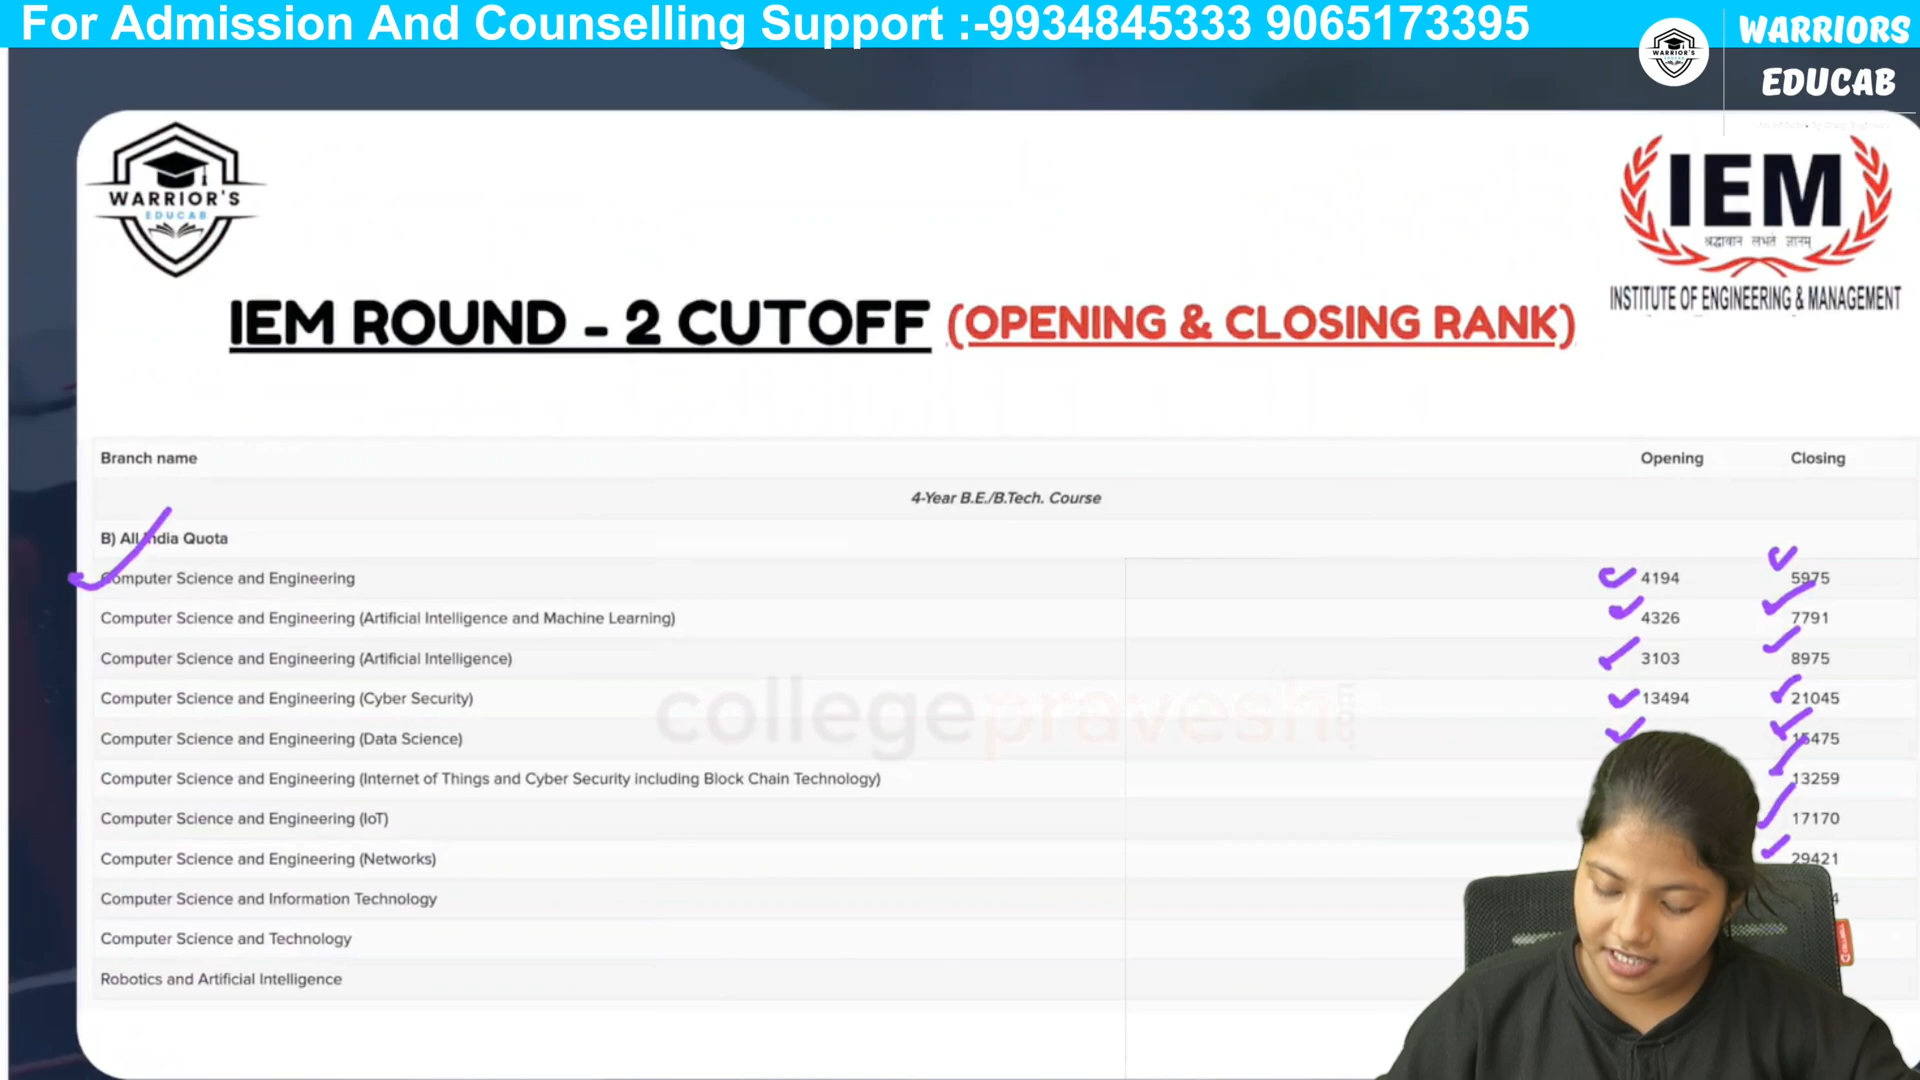 For Admission And Counselling Support :-9934845333 9065173395
WARRIOR'S
WARRIORS
EDUCAB
WARRIOR'S
EDUCAB
IEM
श्रद्धावान लभते ज्ञानम्
INSTITUTE OF ENGINEERING & MANAGEMENT
IEM ROUND - 2 CUTOFF (OPENING & CLOSING RANK)
Branch name Opening Closing
4-Year B.E./B.Tech. Course
B) All India Quota
Computer Science and Engineering 4194 5975
Computer Science and Engineering (Artificial Intelligence and Machine Learning) 4326 7791
Computer Science and Engineering (Artificial Intelligence) 3103 8975
Computer Science and Engineering (Cyber Security) 13494 21045
Computer Science and Engineering (Data Science) 15475
Computer Science and Engineering (Internet of Things and Cyber Security including Block Chain Technology) 13259
Computer Science and Engineering (IoT) 17170
Computer Science and Engineering (Networks) 29421
Computer Science and Information Technology
Computer Science and Technology
Robotics and Artificial Intelligence
collegepravesh.com